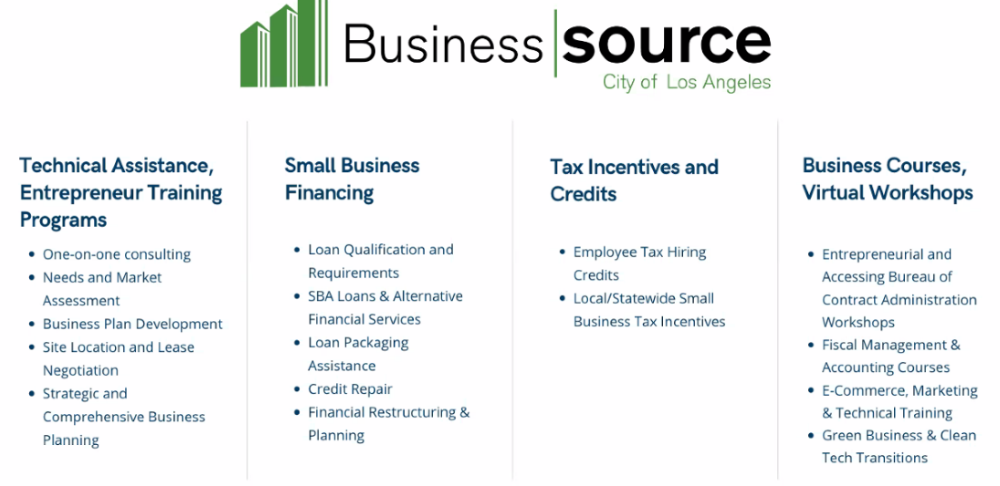 Business source
City of Los Angeles
Technical Assistance,
Entrepreneur Training
Programs
• One-on-one consulting
• Needs and Market
Assessment
• Business Plan Development
• Site Location and Lease
Negotiation
• Strategic and
Comprehensive Business
Planning
Small Business
Financing
• Loan Qualification and
Requirements
• SBA Loans & Alternative
Financial Services
• Loan Packaging
Assistance
• Credit Repair
• Financial Restructuring &
Planning
Tax Incentives and
Credits
• Employee Tax Hiring
Credits
• Local/Statewide Small
Business Tax Incentives
Business Courses,
Virtual Workshops
• Entrepreneurial and
Accessing Bureau of
Contract Administration
Workshops
• Fiscal Management &
Accounting Courses
• E-Commerce, Marketing
& Technical Training
• Green Business & Clean
Tech Transitions